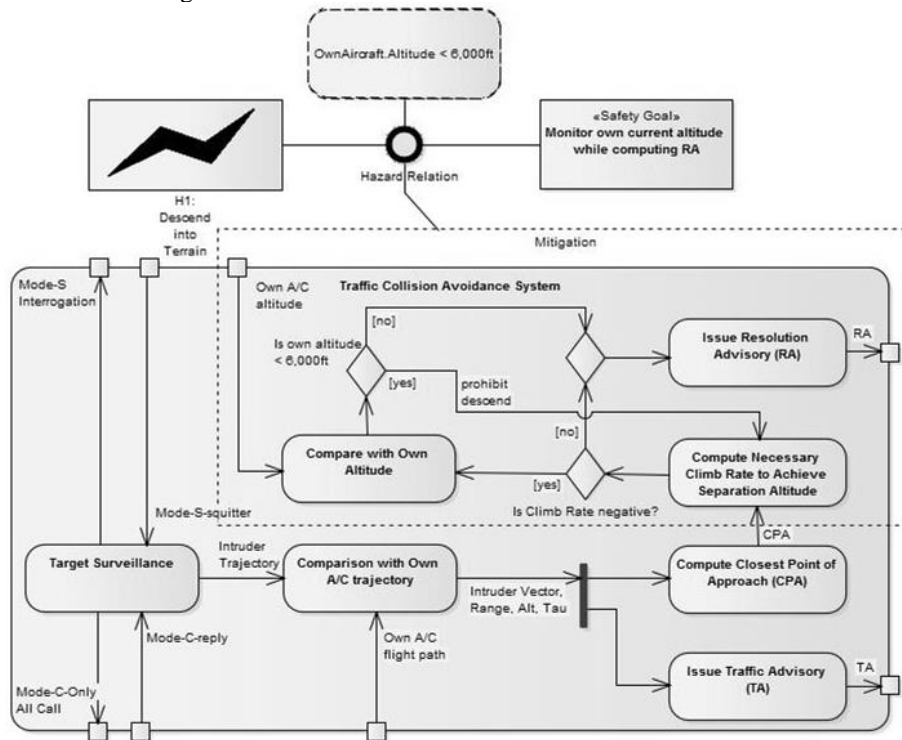 OwnAircraft.Altitude < 6,000ft
«Safety Goal»
Monitor own current altitude
while computing RA
Hazard Relation
H1:
Descend
into
Terrain
Mitigation
Mode-S
Interrogation
Own A/C
altitude
Traffic Collision Avoidance System
[no]
Is own altitude
< 6,000ft
[yes]
prohibit
descend
Issue Resolution
Advisory (RA)
RA
[no]
Compare with Own
Altitude
[yes]
Compute Necessary
Climb Rate to Achieve
Separation Altitude
Is Climb Rate negative?
Mode-S-squitter
CPA
Target Surveillance
Intruder
Trajectory
Comparison with Own
A/C trajectory
Intruder Vector,
Range, Alt, Tau
Compute Closest Point of
Approach (CPA)
Mode-C-reply
Own A/C
flight path
Issue Traffic Advisory
(TA)
TA
Mode-C-Only
All Call